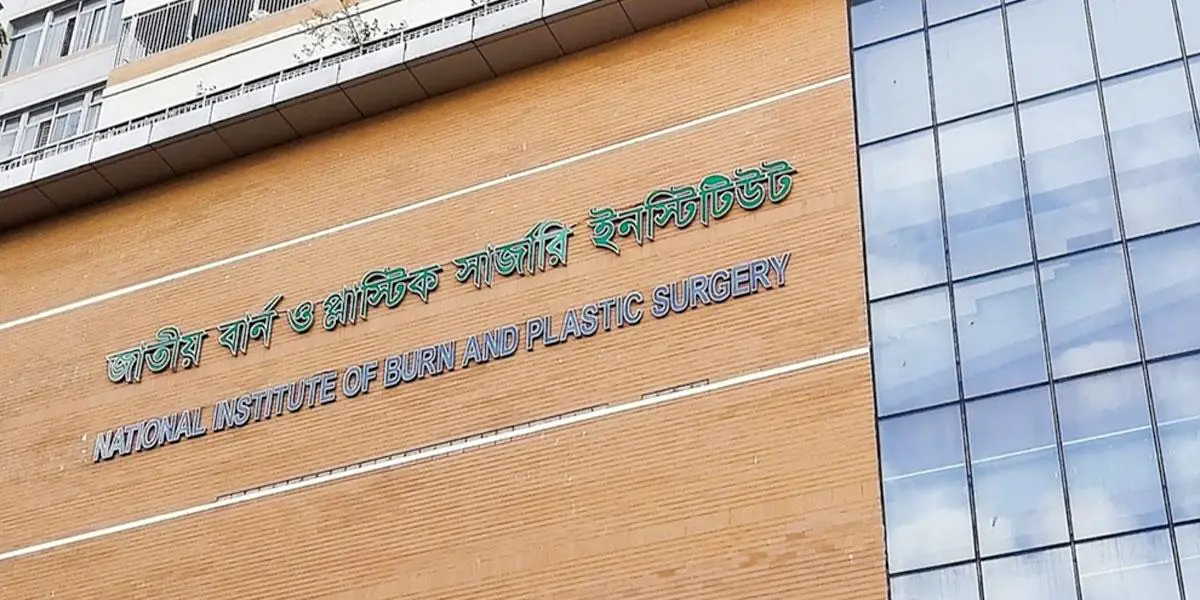 জাতীয় বার্ন ও প্লাস্টিক সার্জারি ইনস্টিটিউট
NATIONAL INSTITUTE OF BURN AND PLASTIC SURGERY